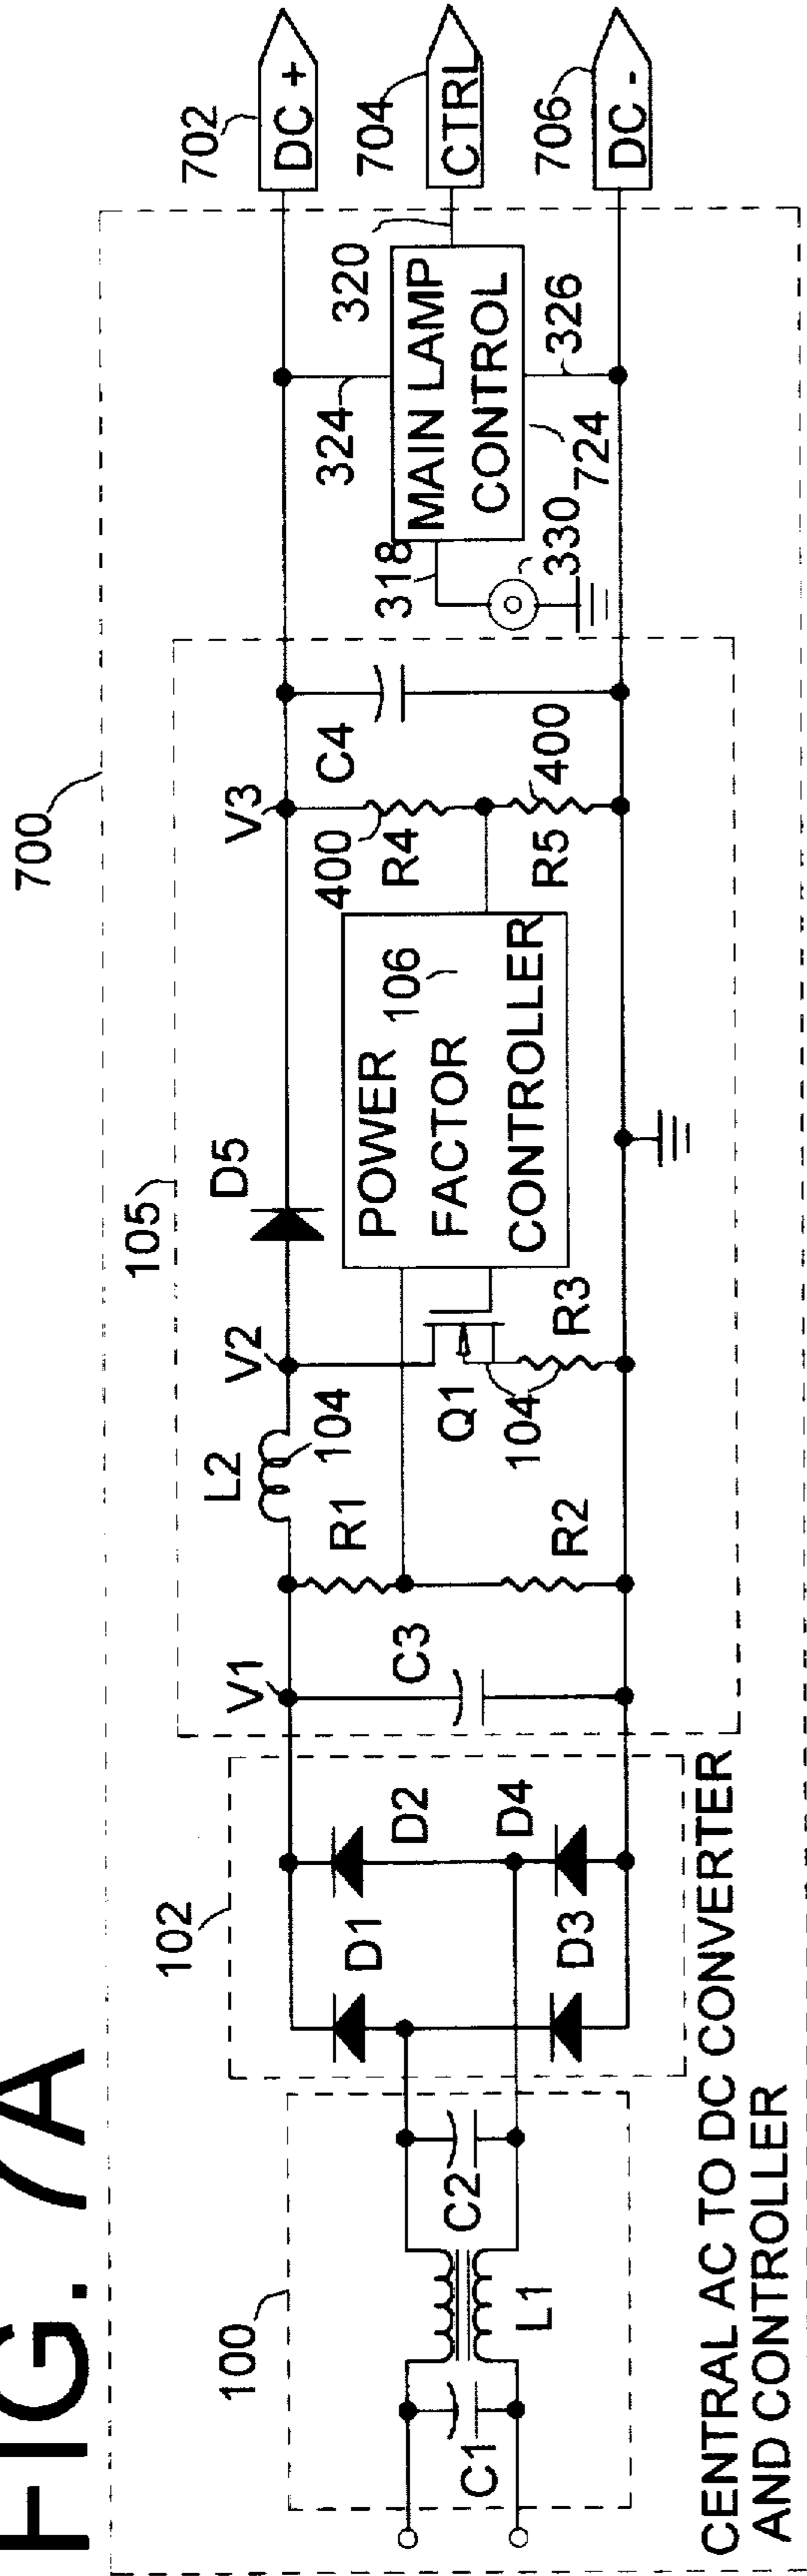 FIG. 7A
700
702
DC +
704
CTRL
706
DC -
100
C1
L1
C2
102
D1
D2
D3
D4
105
V1
C3
R1
R2
L2
104
V2
Q1
104
R3
D5
POWER
FACTOR
CONTROLLER
106
V3
400
R4
R5
400
C4
318
330
324
320
MAIN LAMP
CONTROL
326
724
CENTRAL AC TO DC CONVERTER
AND CONTROLLER